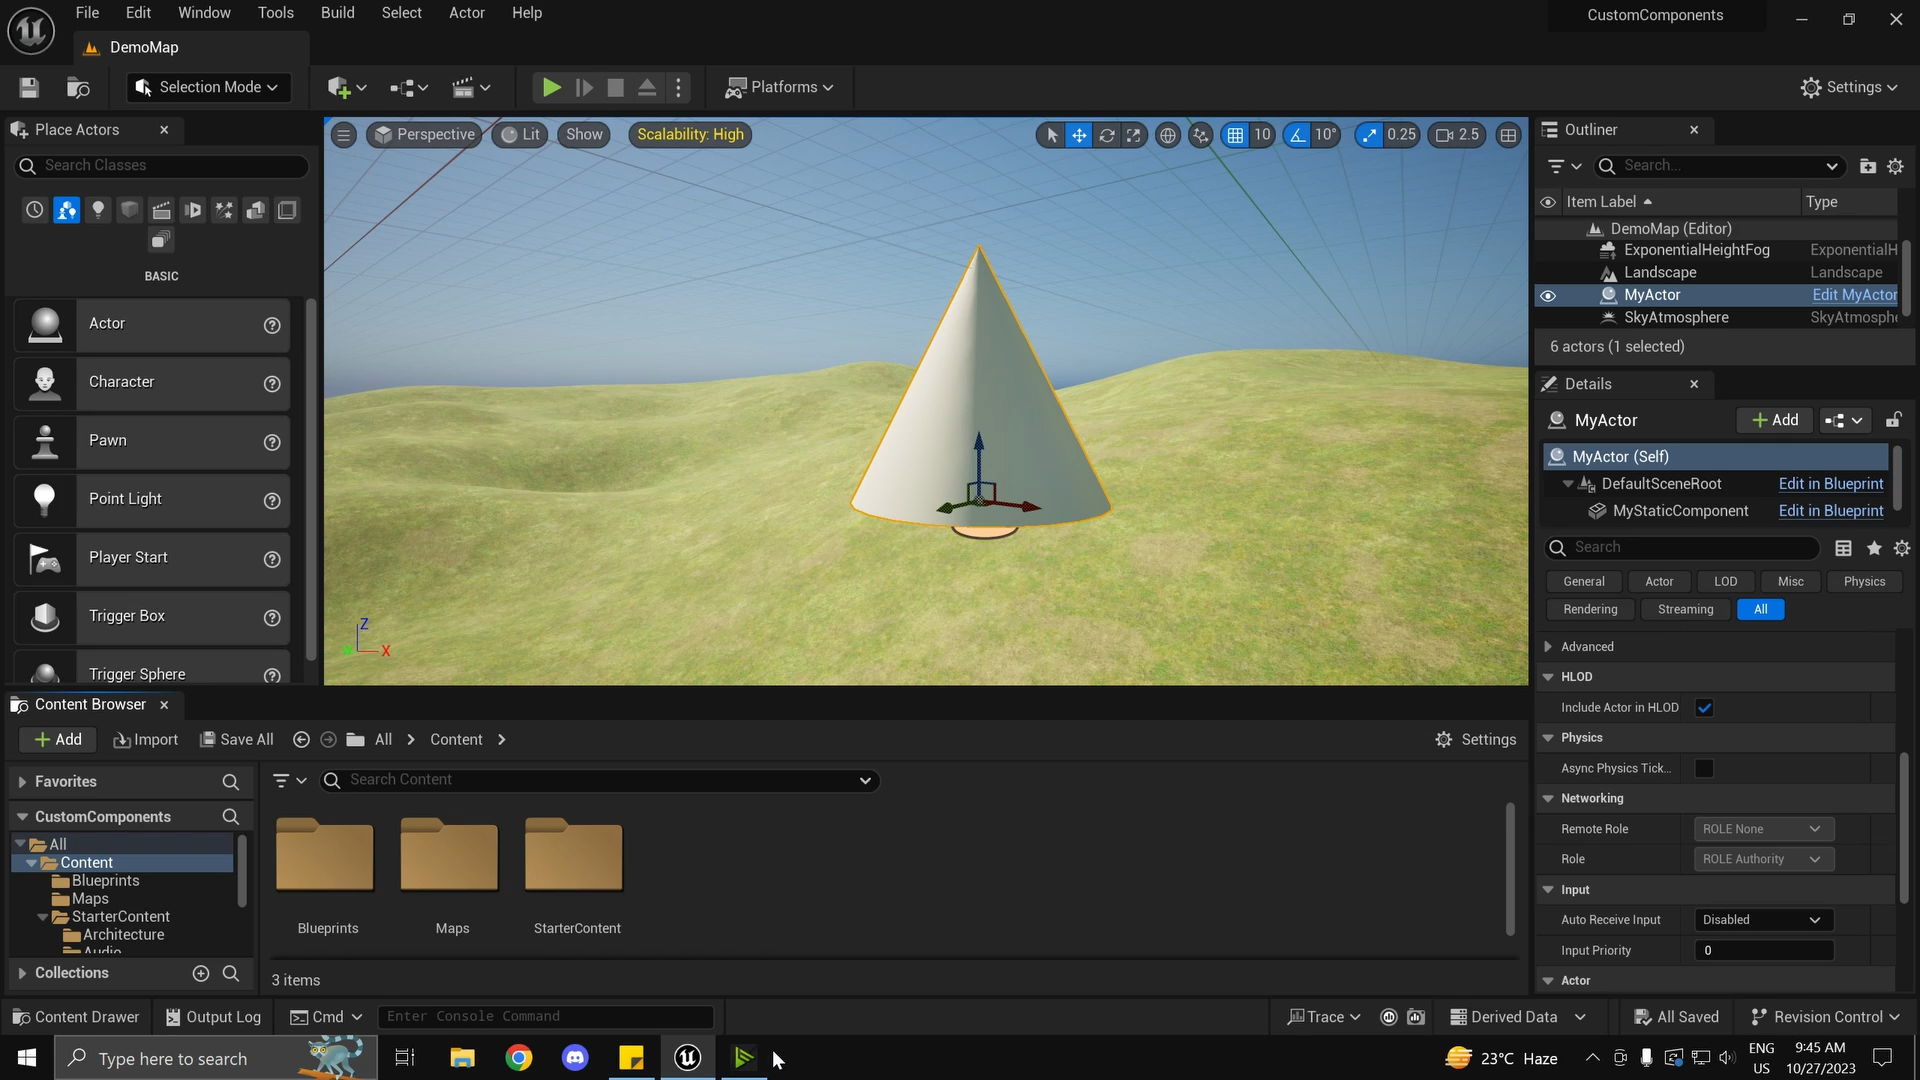 File Edit Window Tools Build Select Actor Help
CustomComponents
DemoMap
Selection Mode
Platforms
Settings
Place Actors
Search Classes
BASIC
Actor
Character
Pawn
Point Light
Player Start
Trigger Box
Trigger Sphere
Perspective Lit Show Scalability: High
10 10° 0.25 2.5
Z
X
Outliner
Search...
Item Label Type
DemoMap (Editor)
ExponentialHeightFog ExponentialH
Landscape Landscape
MyActor Edit MyActor
SkyAtmosphere SkyAtmosphe
6 actors (1 selected)
Details
MyActor
Add
MyActor (Self)
DefaultSceneRoot Edit in Blueprint
MyStaticComponent Edit in Blueprint
Search
General Actor LOD Misc Physics
Rendering Streaming All
Advanced
HLOD
Include Actor in HLOD
Physics
Async Physics Tick...
Networking
Remote Role ROLE None
Role ROLE Authority
Input
Auto Receive Input Disabled
Input Priority 0
Actor
Content Browser
Add Import Save All All Content
Settings
Favorites
CustomComponents
All
Content
Blueprints
Maps
StarterContent
Architecture
Audio
Collections
Search Content
Blueprints Maps StarterContent
3 items
Content Drawer Output Log Cmd Enter Console Command
Trace Derived Data All Saved Revision Control
Type here to search
23°C Haze
ENG
US
9:45 AM
10/27/2023